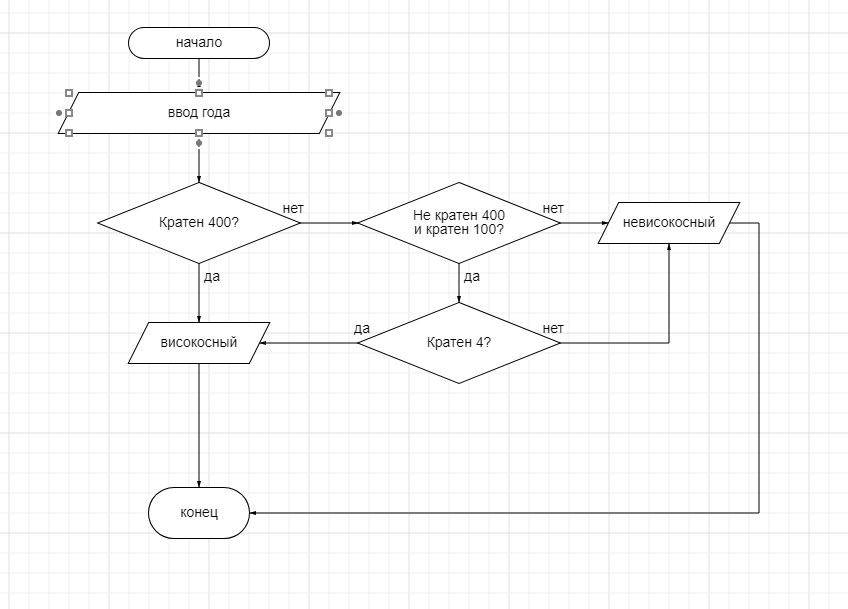 начало
ввод года
Кратен 400?
нет
Не кратен 400
и кратен 100?
нет
невисокосный
да
да
високосный
да
Кратен 4?
нет
конец